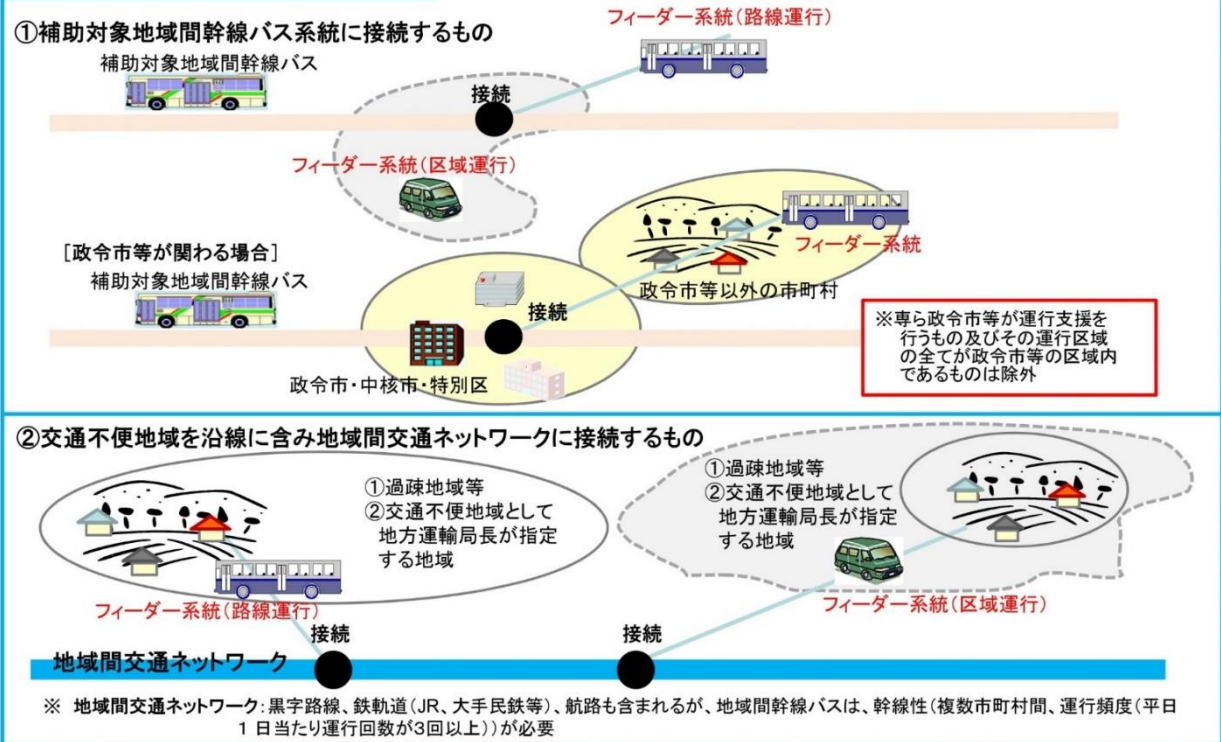 ①補助対象地域間幹線バス系統に接続するもの
フィーダー系統(路線運行)
補助対象地域間幹線バス
接続
フィーダー系統(区域運行)
[政令市等が関わる場合]
補助対象地域間幹線バス
フィーダー系統
政令市等以外の市町村
接続
政令市・中核市・特別区
※専ら政令市等が運行支援を
行うもの及びその運行区域
の全てが政令市等の区域内
であるものは除外
②交通不便地域を沿線に含み地域間交通ネットワークに接続するもの
①過疎地域等
②交通不便地域として
地方運輸局長が指定
する地域
フィーダー系統(路線運行)
接続
①過疎地域等
②交通不便地域として
地方運輸局長が指定
する地域
フィーダー系統(区域運行)
接続
地域間交通ネットワーク
※ 地域間交通ネットワーク:黒字路線、鉄軌道(JR、大手民鉄等)、航路も含まれるが、地域間幹線バスは、幹線性(複数市町村間、運行頻度(平日
1日当たり運行回数が3回以上))が必要